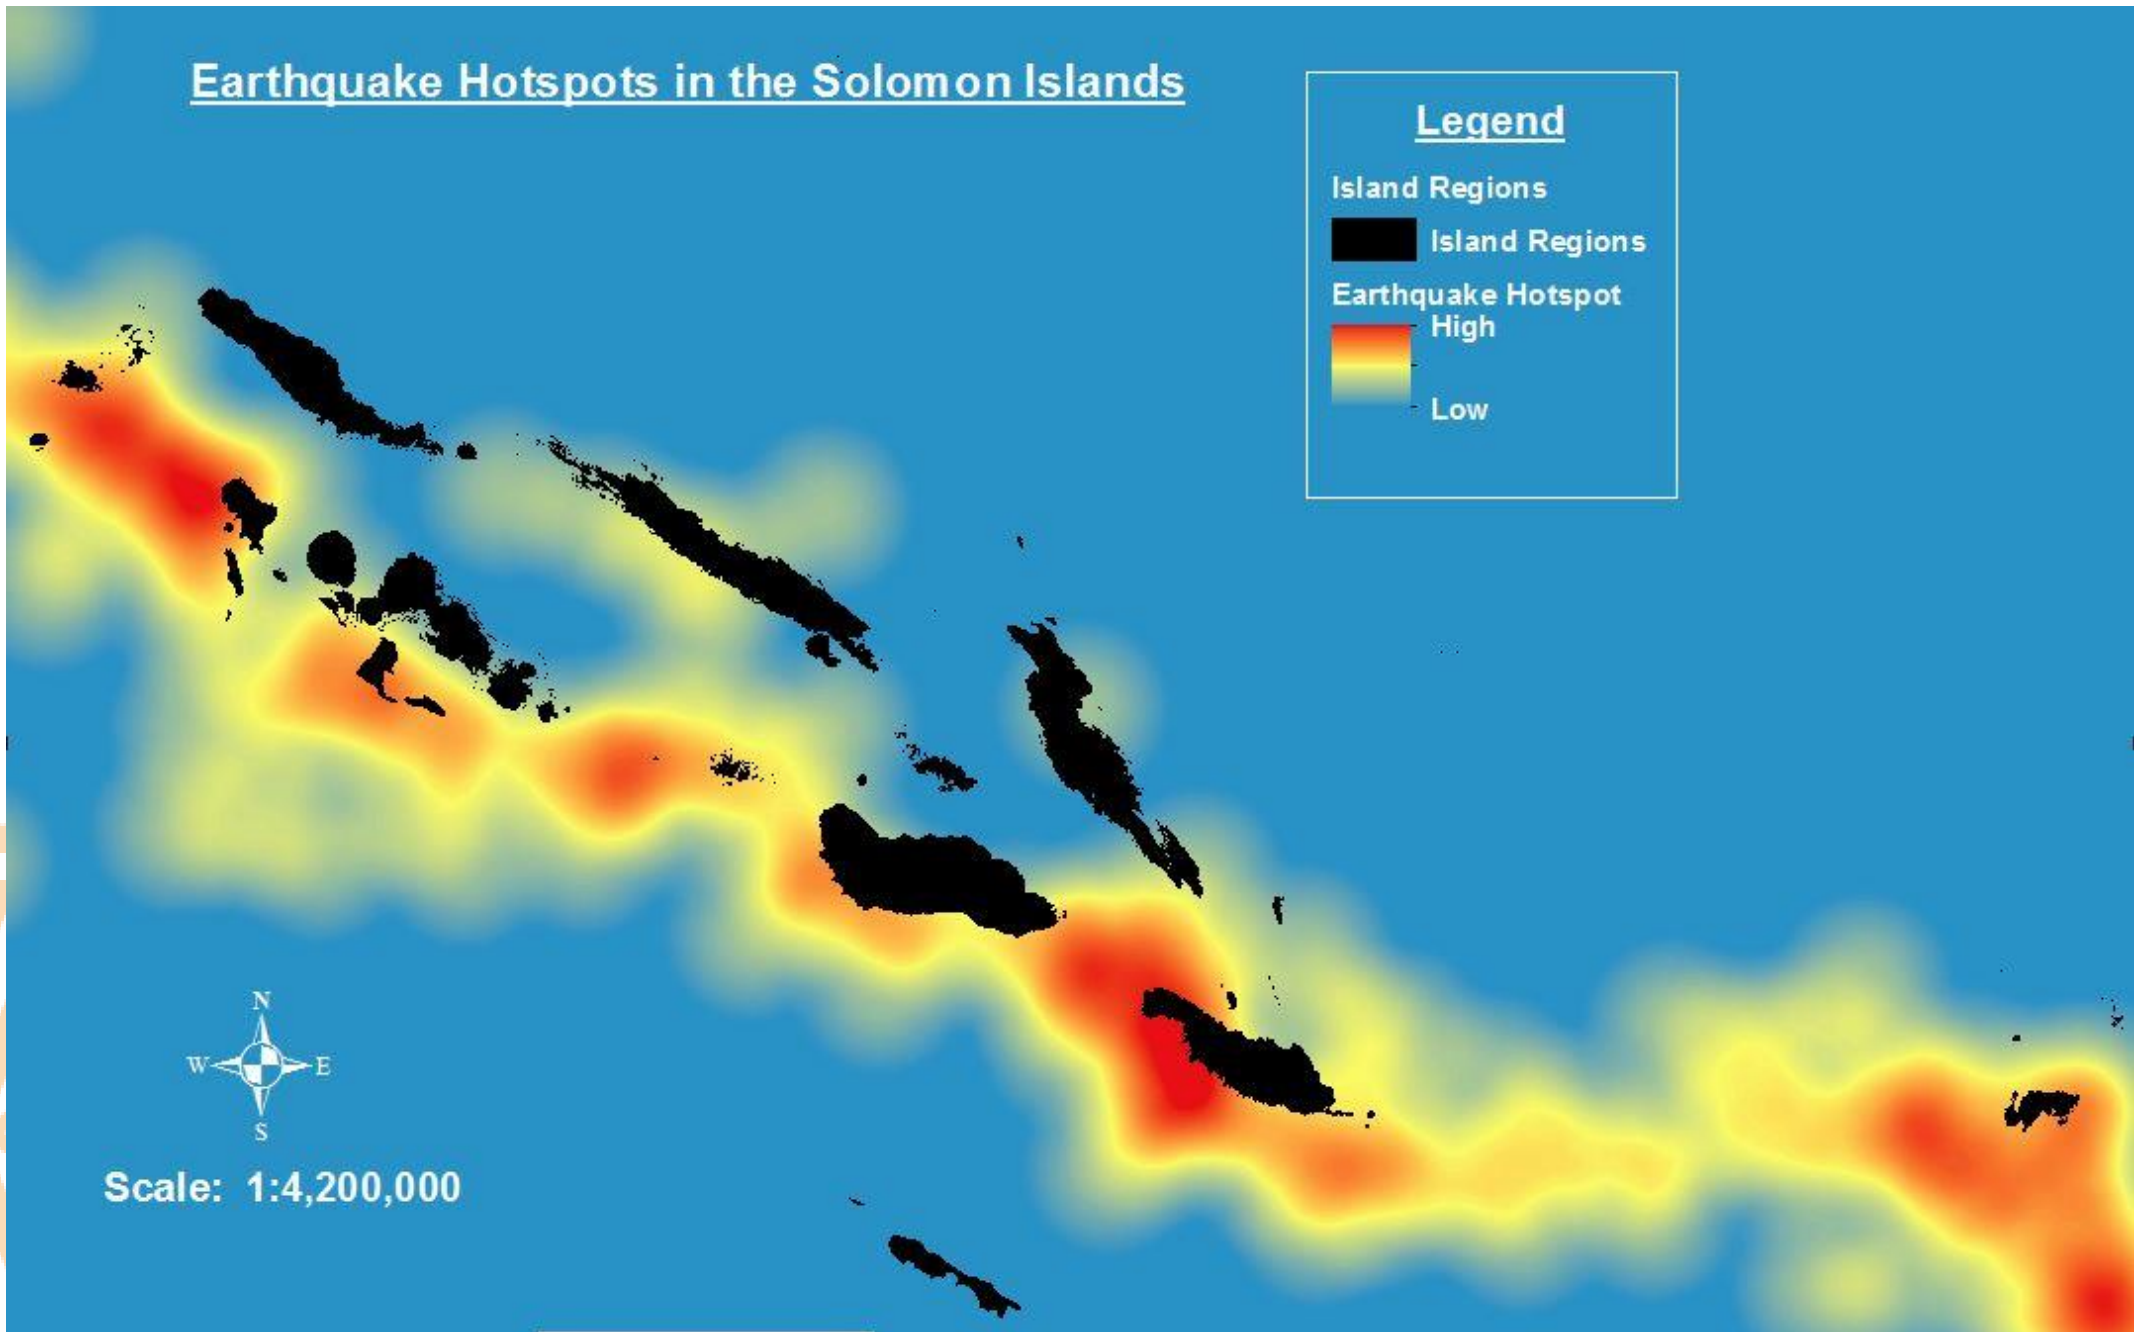 Earthquake Hotspots in the Solomon Islands
Legend
Island Regions
Island Regions
Earthquake Hotspot
High
Low
N
W E
S
Scale: 1:4,200,000